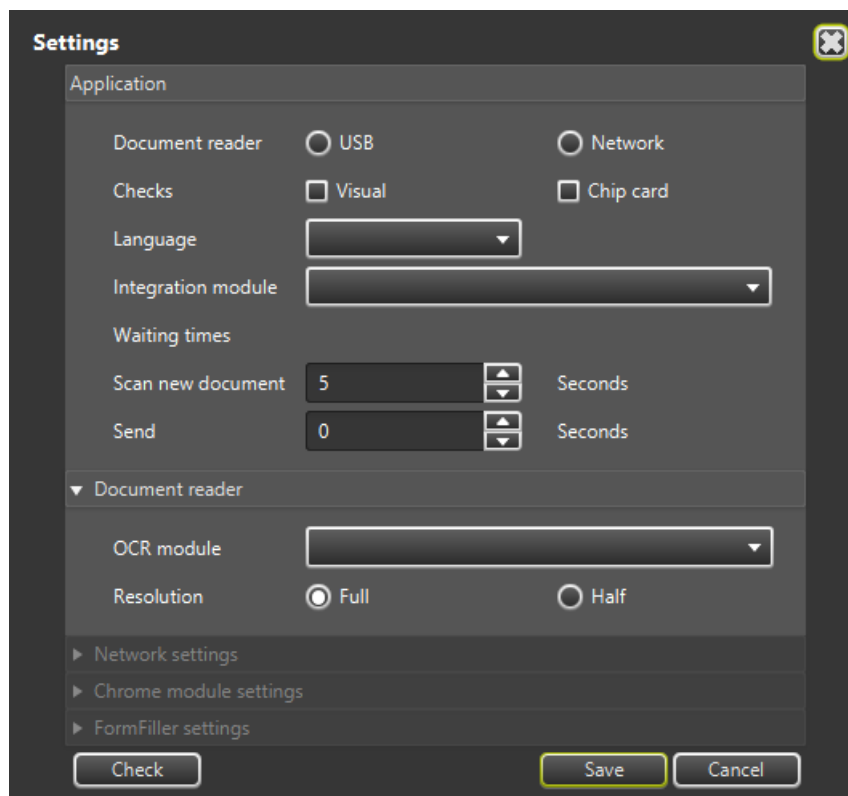 Settings
Application
Document reader USB Network
Checks Visual Chip card
Language
Integration module
Waiting times
Scan new document 5 Seconds
Send 0 Seconds
Document reader
OCR module
Resolution Full Half
Network settings
Chrome module settings
FormFiller settings
Check Save Cancel